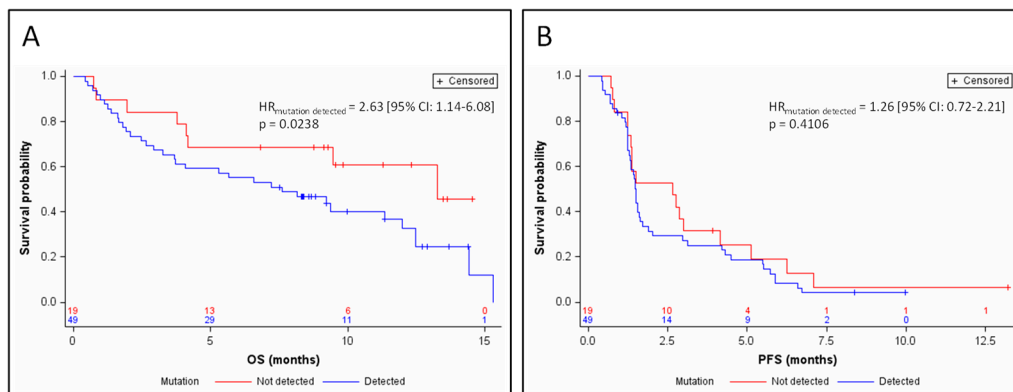 A
+ Censored
HRmutation detected = 2.63 [95% CI: 1.14-6.08]
p = 0.0238
Survival probability
1.0
0.8
0.6
0.4
0.2
0.0
19 13 6 0
49 29 11 1
0 5 10 15
OS (months)
Mutation Not detected Detected
B
+ Censored
HRmutation detected = 1.26 [95% CI: 0.72-2.21]
p = 0.4106
Survival probability
1.0
0.8
0.6
0.4
0.2
0.0
19 10 4 1 1 1
49 14 9 2 0
0.0 2.5 5.0 7.5 10.0 12.5
PFS (months)
Mutation Not detected Detected